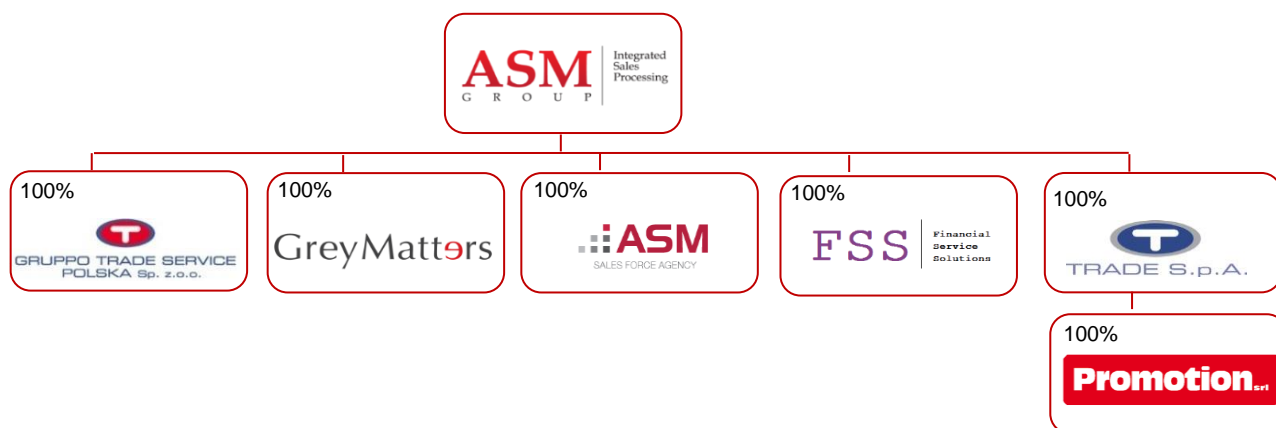 ASM
GROUP
Integrated
Sales
Processing
100%
T
GRUPPO TRADE SERVICE
POLSKA Sp. z.o.o.
100%
GreyMatters
100%
ASM
SALES FORCE AGENCY
100%
FSS
Financial
Service
Solutions
100%
T
TRADE S.p.A.
100%
Promotion srl